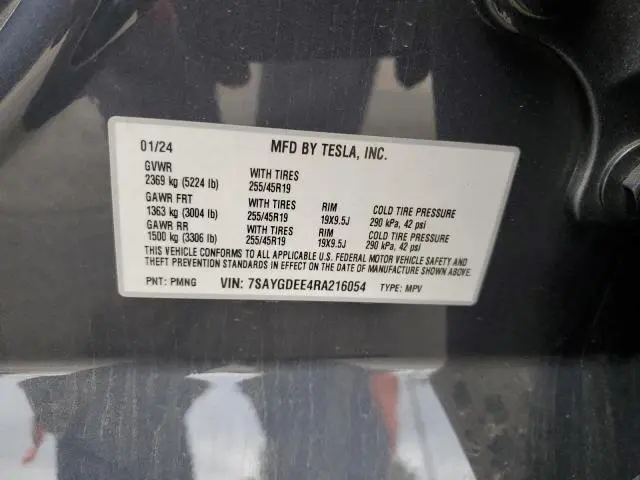 01/24 MFD BY TESLA, INC.
GVWR WITH TIRES
2369 kg (5224 lb) 255/45R19
GAWR FRT WITH TIRES RIM COLD TIRE PRESSURE
1363 kg (3004 lb) 255/45R19 19X9.5J 290 kPa, 42 psi
GAWR RR WITH TIRES RIM COLD TIRE PRESSURE
1500 kg (3306 lb) 255/45R19 19X9.5J 290 kPa, 42 psi
THIS VEHICLE CONFORMS TO ALL APPLICABLE U.S. FEDERAL MOTOR VEHICLE SAFETY AND
THEFT PREVENTION STANDARDS IN EFFECT ON THE DATE OF MANUFACTURE SHOWN ABOVE.
PNT: PMNG VIN: 7SAYGDEE4RA216054 TYPE: MPV